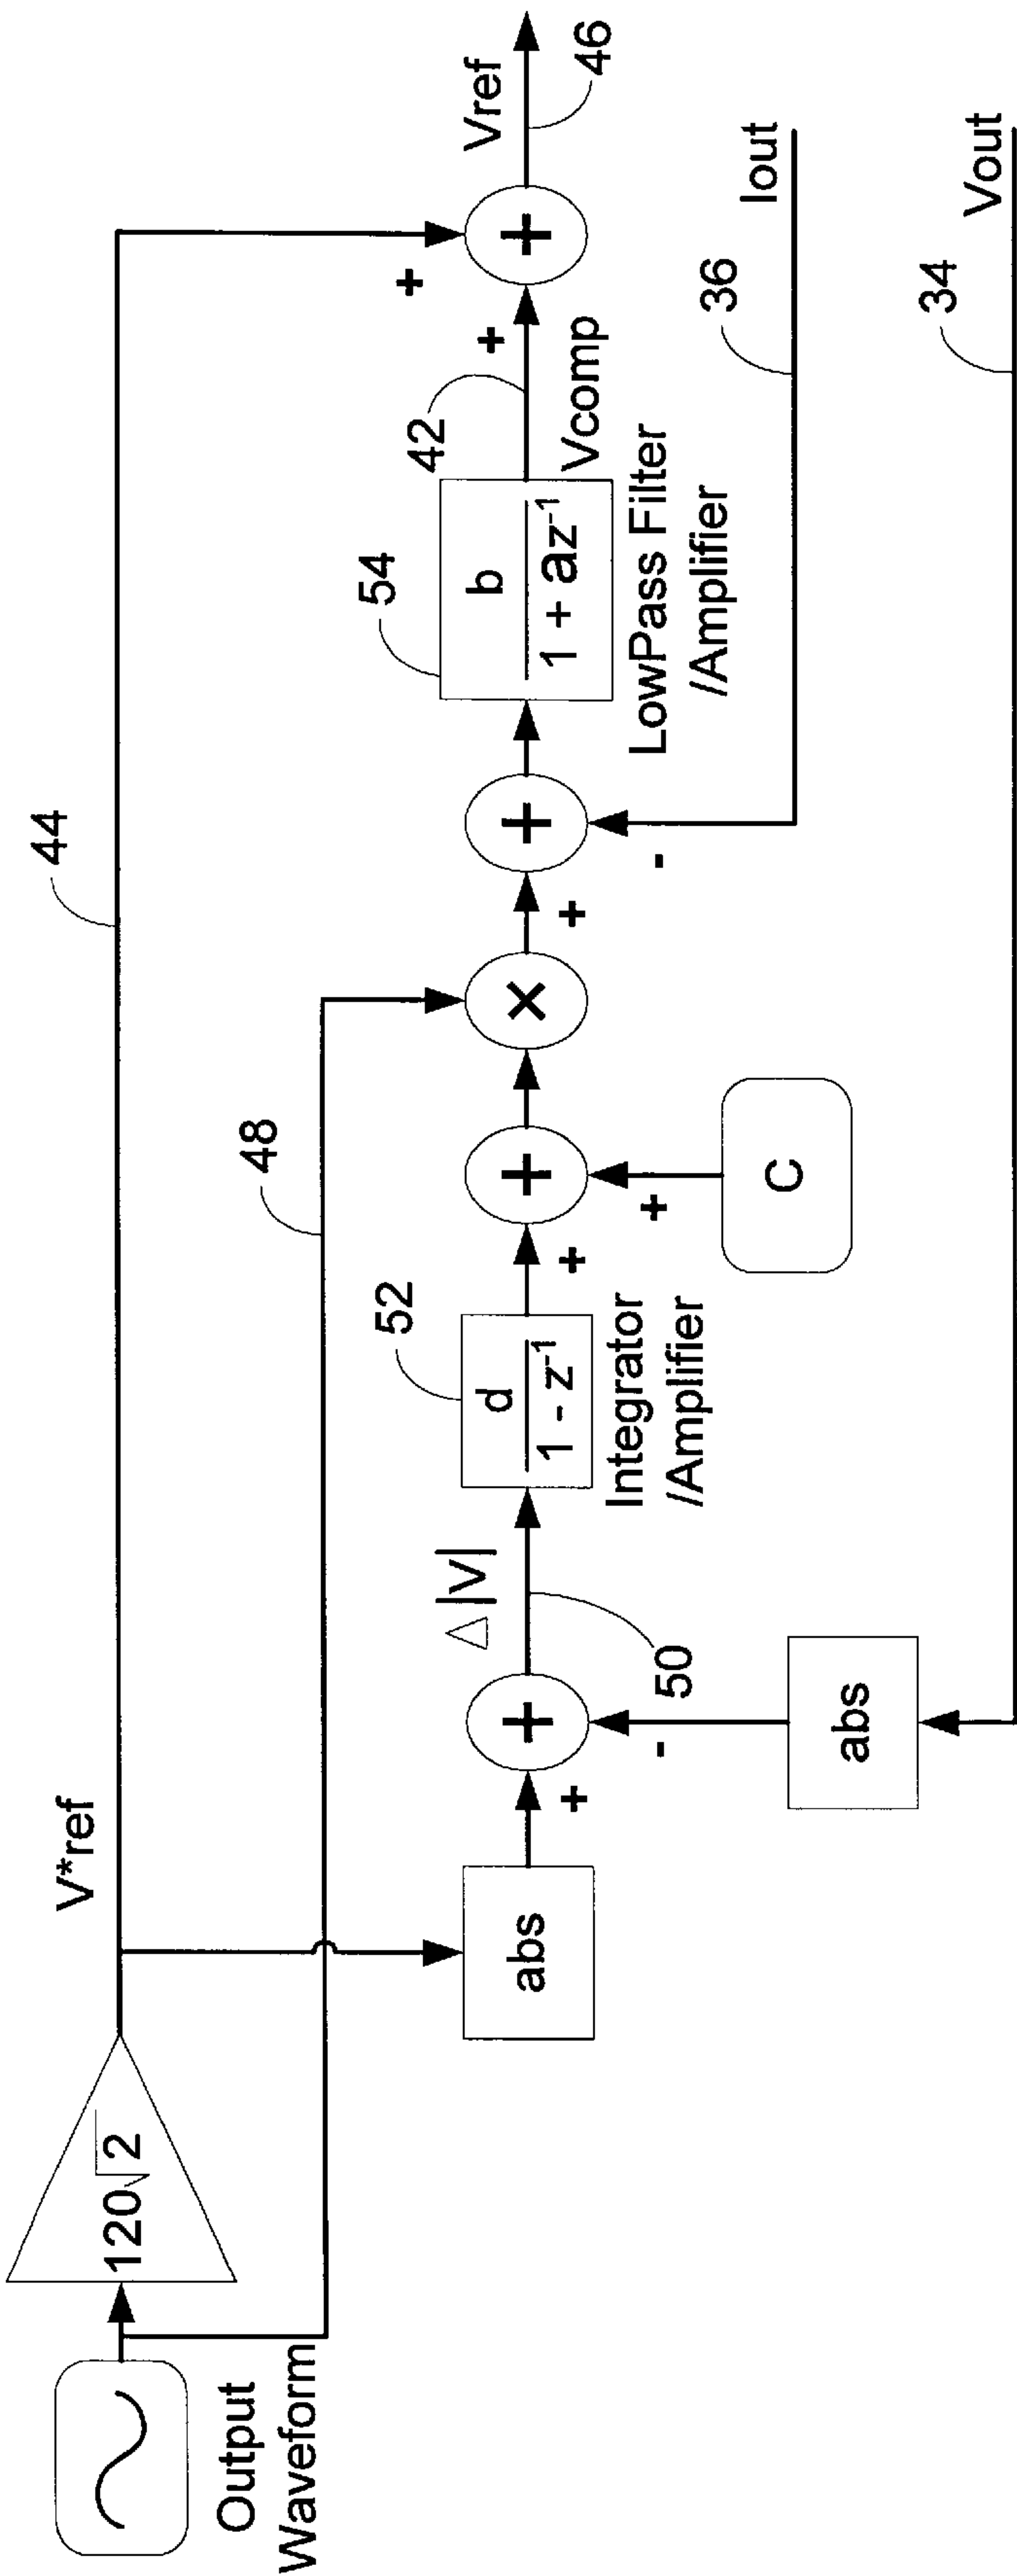 Output
Waveform
120√2
V*ref
44
48
abs
+
-
+
△|V|
50
abs
52
d
1 - z⁻¹
Integrator
/Amplifier
+
+
+
C
×
+
-
+
54
b
1 + az⁻¹
LowPass Filter
/Amplifier
42
Vcomp
+
+
+
Vref
46
36
Iout
34
Vout